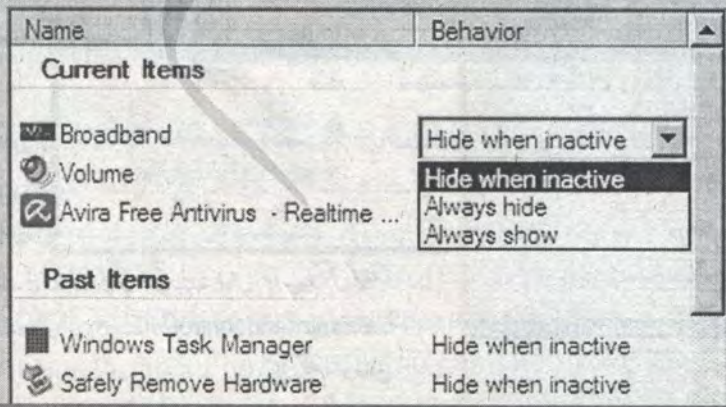 Name Behavior
Current Items
Broadband Hide when inactive
Volume Hide when inactive
Avira Free Antivirus - Realtime ... Always hide
Always show
Past Items
Windows Task Manager Hide when inactive
Safely Remove Hardware Hide when inactive